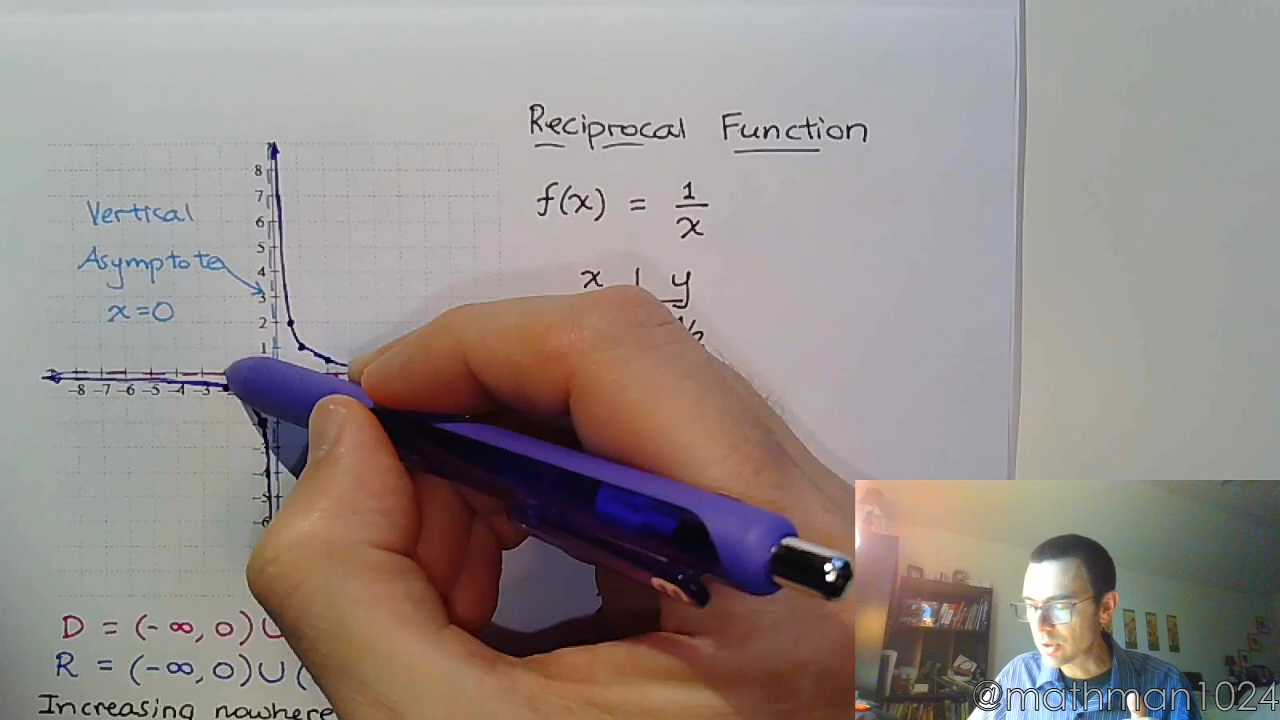 Reciprocal Function
f(x) = 1/x
x | y
8
7
6
5
4
3
2
1
Vertical
Asymptote
x=0
-8 -7 -6 -5 -4 -3
D = (-∞, 0) ∪
R = (-∞, 0) ∪ (
Increasing nowhere
@mathman1024